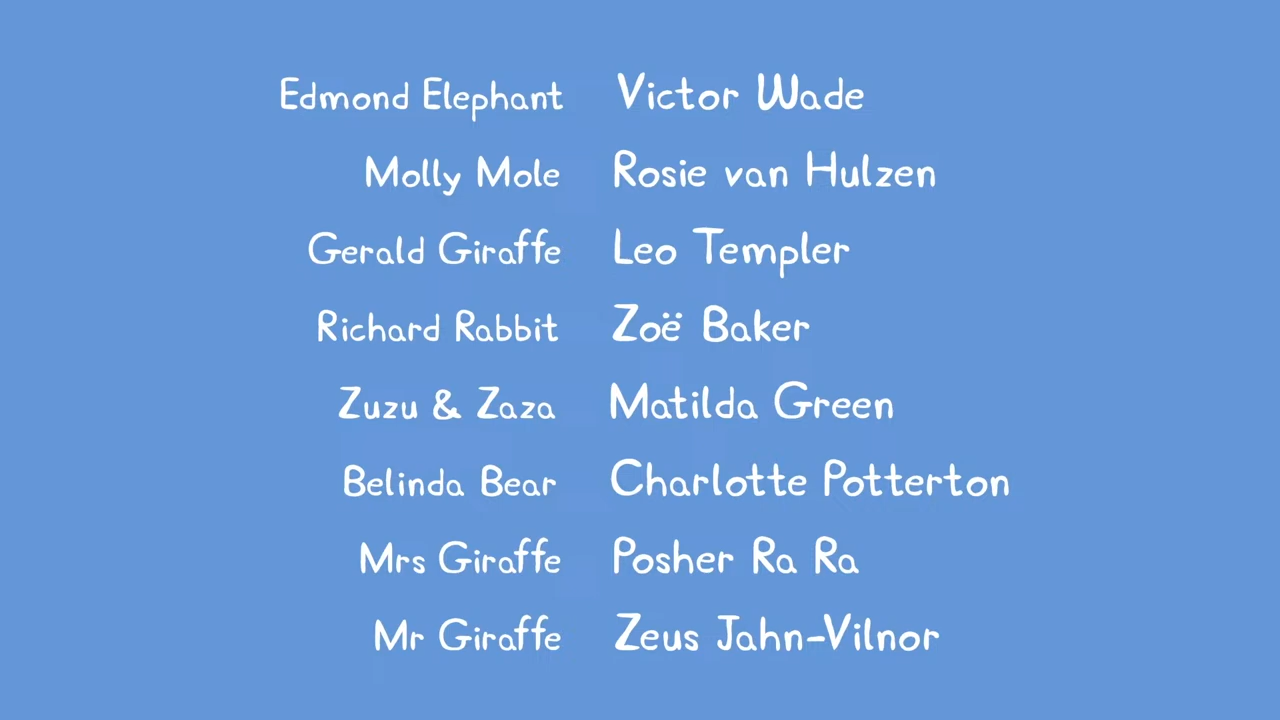 Edmond Elephant Victor Wade
Molly Mole Rosie van Hulzen
Gerald Giraffe Leo Templer
Richard Rabbit Zoë Baker
Zuzu & Zaza Matilda Green
Belinda Bear Charlotte Potterton
Mrs Giraffe Posher Ra Ra
Mr Giraffe Zeus Jahn-Vilnor